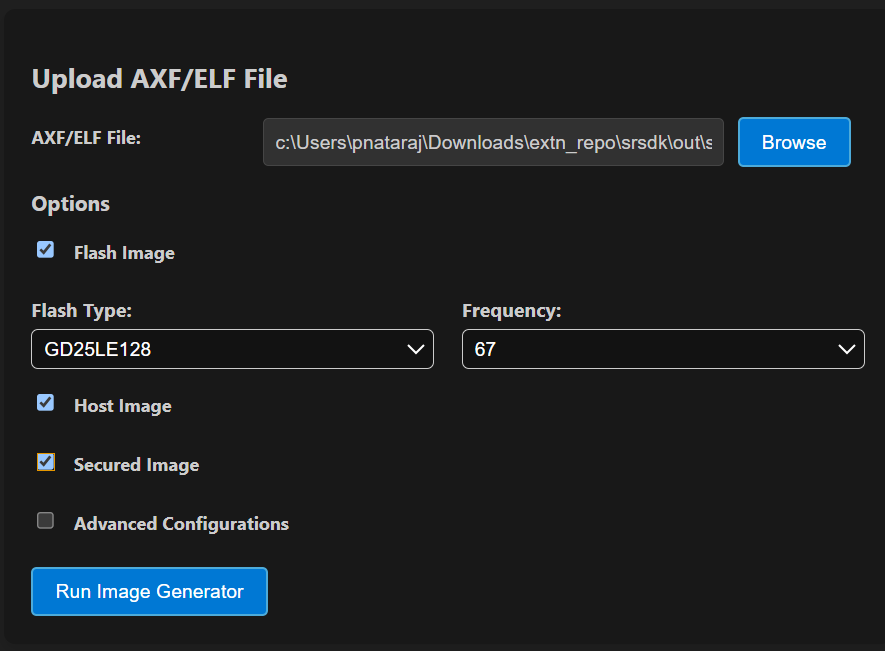 Upload AXF/ELF File
AXF/ELF File:
c:\Users\pnataraj\Downloads\extn_repo\srsdk\out\s
Browse
Options
Flash Image
Flash Type:
Frequency:
GD25LE128
67
Host Image
Secured Image
Advanced Configurations
Run Image Generator